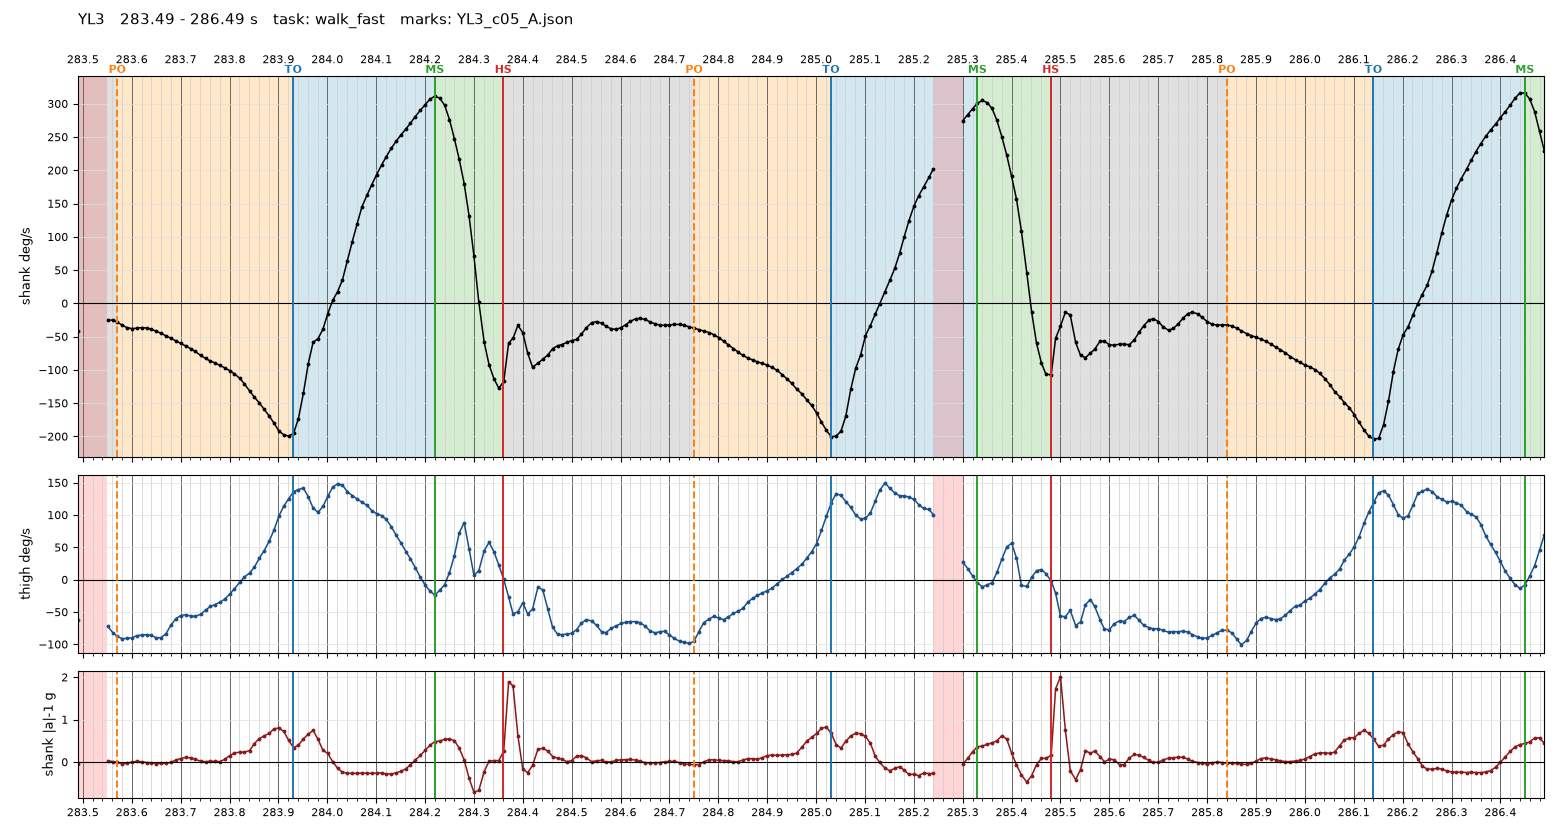 YL3   283.49 - 286.49 s   task: walk_fast   marks: YL3_c05_A.json
283.5 283.6 283.7 283.8 283.9 284.0 284.1 284.2 284.3 284.4 284.5 284.6 284.7 284.8 284.9 285.0 285.1 285.2 285.3 285.4 285.5 285.6 285.7 285.8 285.9 286.0 286.1 286.2 286.3 286.4
PO TO MS HS PO TO MS HS PO TO MS
shank deg/s
300
250
200
150
100
50
0
−50
−100
−150
−200
thigh deg/s
150
100
50
0
−50
−100
shank |a|-1 g
2
1
0
283.5 283.6 283.7 283.8 283.9 284.0 284.1 284.2 284.3 284.4 284.5 284.6 284.7 284.8 284.9 285.0 285.1 285.2 285.3 285.4 285.5 285.6 285.7 285.8 285.9 286.0 286.1 286.2 286.3 286.4